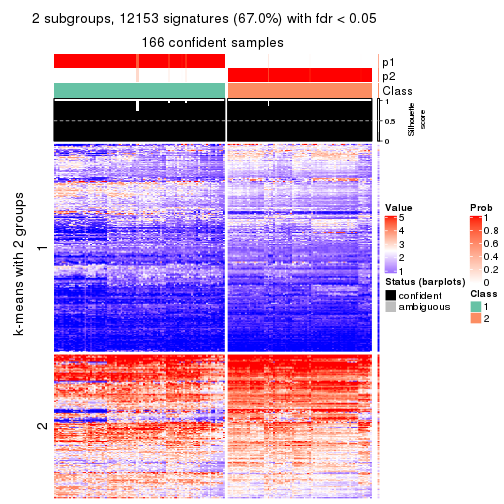 2 subgroups, 12153 signatures (67.0%) with fdr < 0.05
166 confident samples
p1
p2
Class
1
0.5
0
Silhouette
score
k-means with 2 groups
1
2
Value
5
4
3
2
1
Prob
1
0.8
0.6
0.4
0.2
0
Status (barplots)
confident
ambiguous
Class
1
2